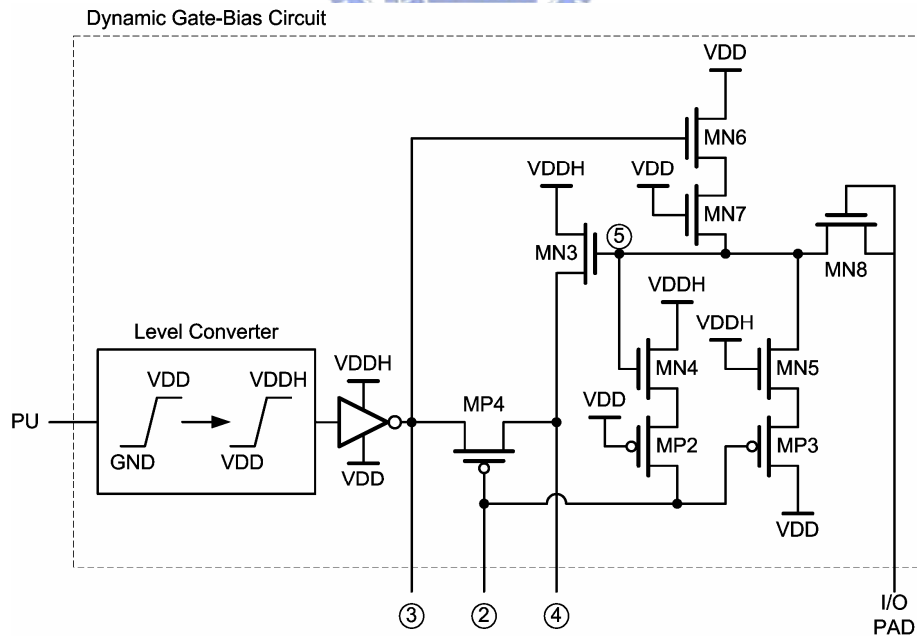 Dynamic Gate-Bias Circuit
VDD
MN6
VDDH
VDD
MN7
MN3
5
MN8
VDDH
Level Converter
VDDH
MN4
MN5
VDD
VDDH
VDDH
MP4
VDD
PU
MP2
MP3
GND
VDD
VDD
VDD
3
2
4
I/O
PAD